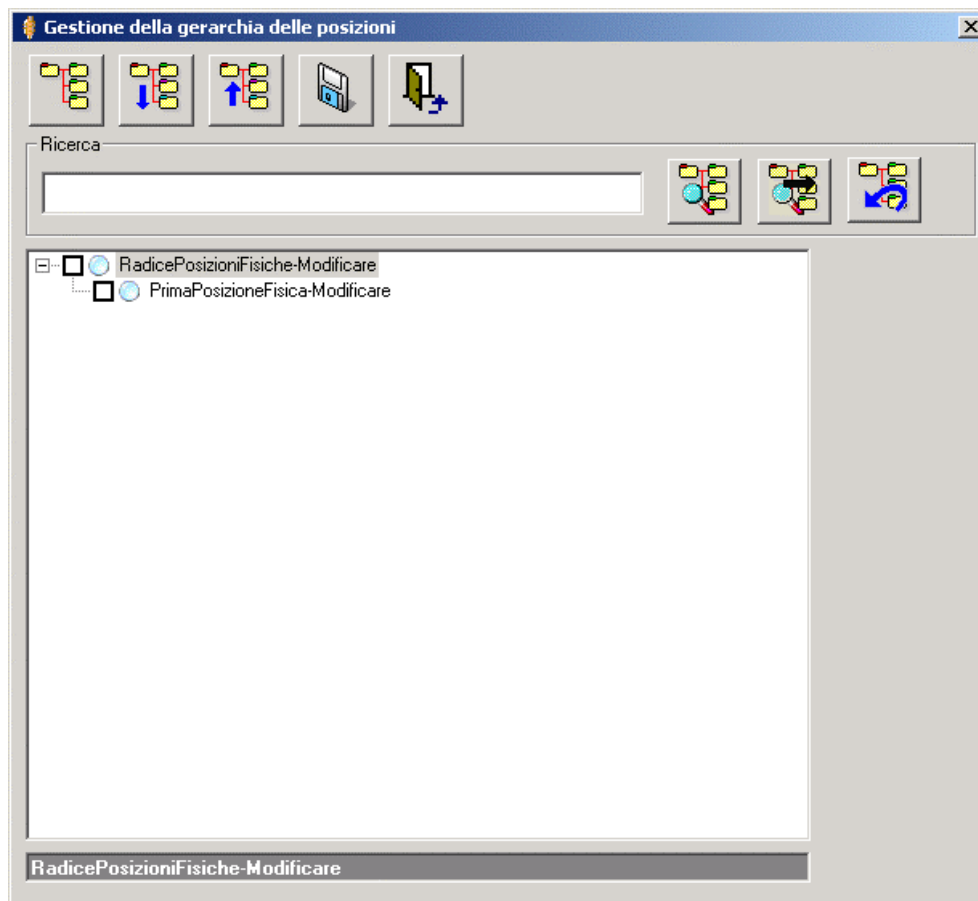 Gestione della gerarchia delle posizioni
Ricerca
RadicePosizioniFisiche-Modificare
PrimaPosizioneFisica-Modificare
RadicePosizioniFisiche-Modificare